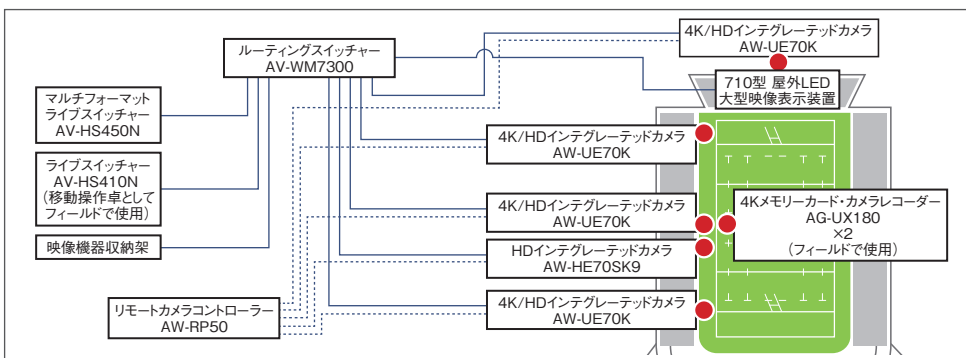 4K/HDインテグレーテッドカメラ
AW-UE70K
ルーティングスイッチャー
AV-WM7300
710型 屋外LED
大型映像表示装置
マルチフォーマット
ライブスイッチャー
AV-HS450N
4K/HDインテグレーテッドカメラ
AW-UE70K
ライブスイッチャー
AV-HS410N
(移動操作卓として
フィールドで使用)
4K/HDインテグレーテッドカメラ
AW-UE70K
4Kメモリーカード・カメラレコーダー
AG-UX180
×2
(フィールドで使用)
映像機器収納架
HDインテグレーテッドカメラ
AW-HE70SK9
リモートカメラコントローラー
AW-RP50
4K/HDインテグレーテッドカメラ
AW-UE70K